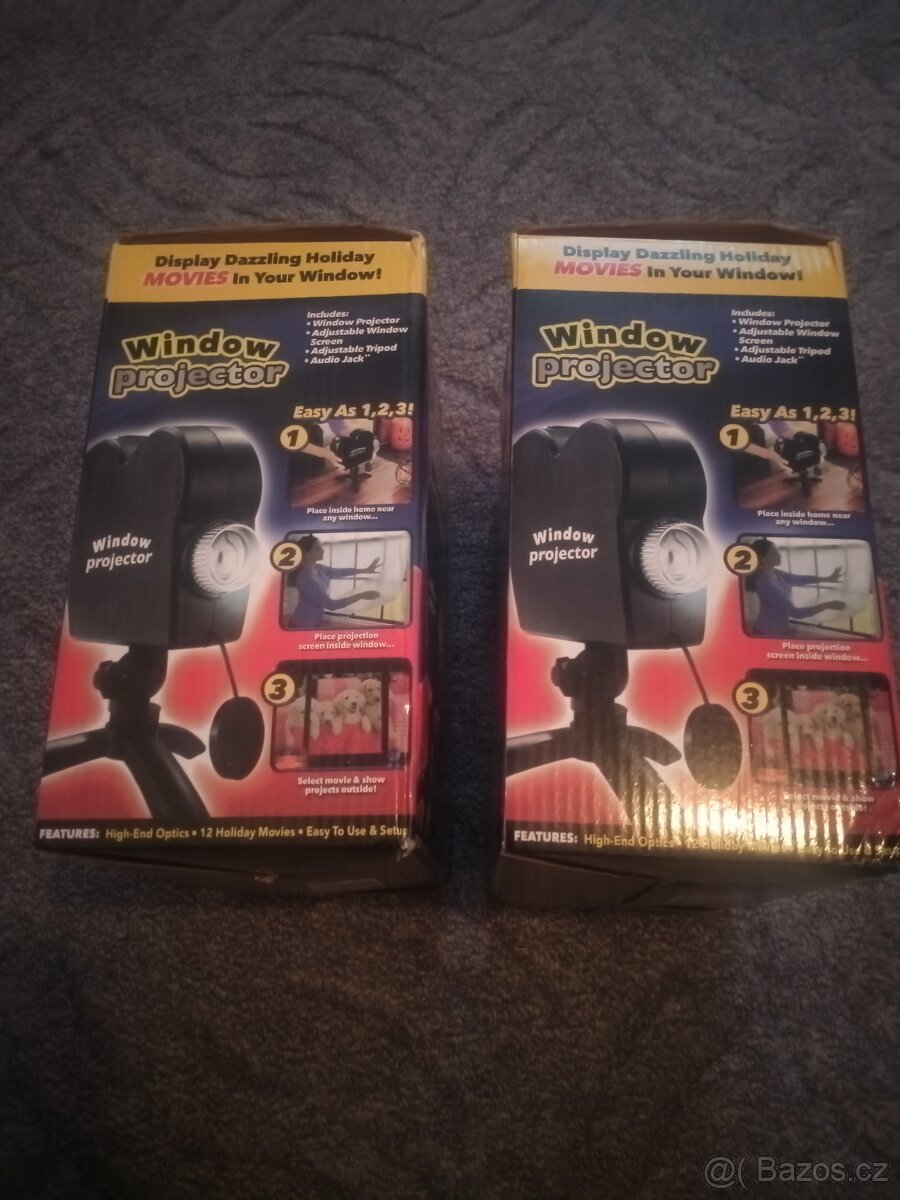 Display Dazzling Holiday
MOVIES In Your Window!
Window
projector
Includes:
• Window Projector
• Adjustable Window
Screen
• Adjustable Tripod
• Audio Jack**
Easy As 1,2,3!
1
Place inside home near
any window...
Window
projector
2
Place projection
screen inside window...
3
Select movie & show
projects outside!
FEATURES: High-End Optics • 12 Holiday Movies • Easy To Use & Setup
Display Dazzling Holiday
MOVIES In Your Window!
Window
projector
Includes:
• Window Projector
• Adjustable Window
Screen
• Adjustable Tripod
• Audio Jack**
Easy As 1,2,3!
1
Place inside home near
any window...
Window
projector
2
Place projection
screen inside window...
3
Select movie & show
FEATURES: High-End Optics • 12 Holiday
@( Bazos.cz